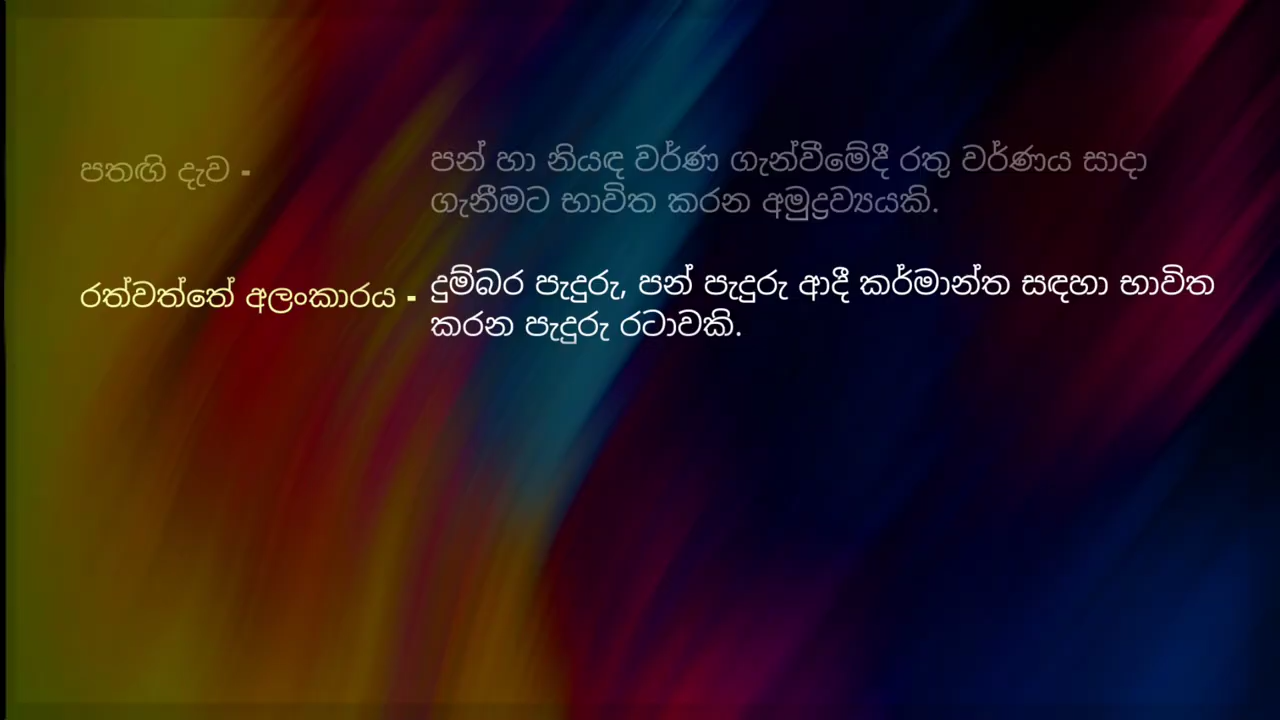 පතඟි දැව -
පන් හා නියඳ වර්ණ ගැන්වීමේදී රතු වර්ණය සාදා
ගැනීමට භාවිත කරන අමුද්‍රව්‍යයකි.
රත්වත්තේ අලංකාරය -
දුම්බර පැදුරු, පන් පැදුරු ආදී කර්මාන්ත සඳහා භාවිත
කරන පැදුරු රටාවකි.